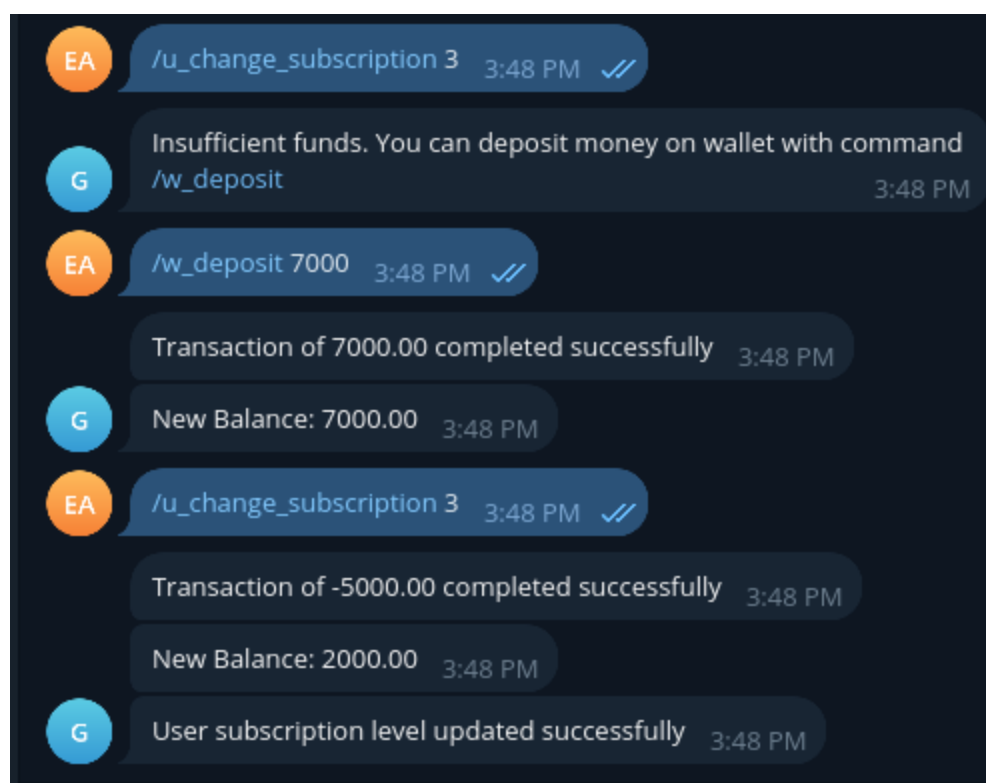 EA
/u_change_subscription 3 3:48 PM
Insufficient funds. You can deposit money on wallet with command
/w_deposit
3:48 PM
G
EA
/w_deposit 7000 3:48 PM
Transaction of 7000.00 completed successfully 3:48 PM
G
New Balance: 7000.00 3:48 PM
EA
/u_change_subscription 3 3:48 PM
Transaction of -5000.00 completed successfully 3:48 PM
New Balance: 2000.00 3:48 PM
G
User subscription level updated successfully 3:48 PM